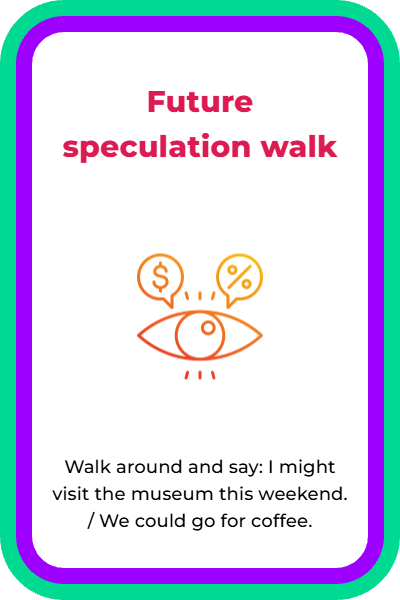 Future
speculation walk
$ %
Walk around and say: I might
visit the museum this weekend.
/ We could go for coffee.